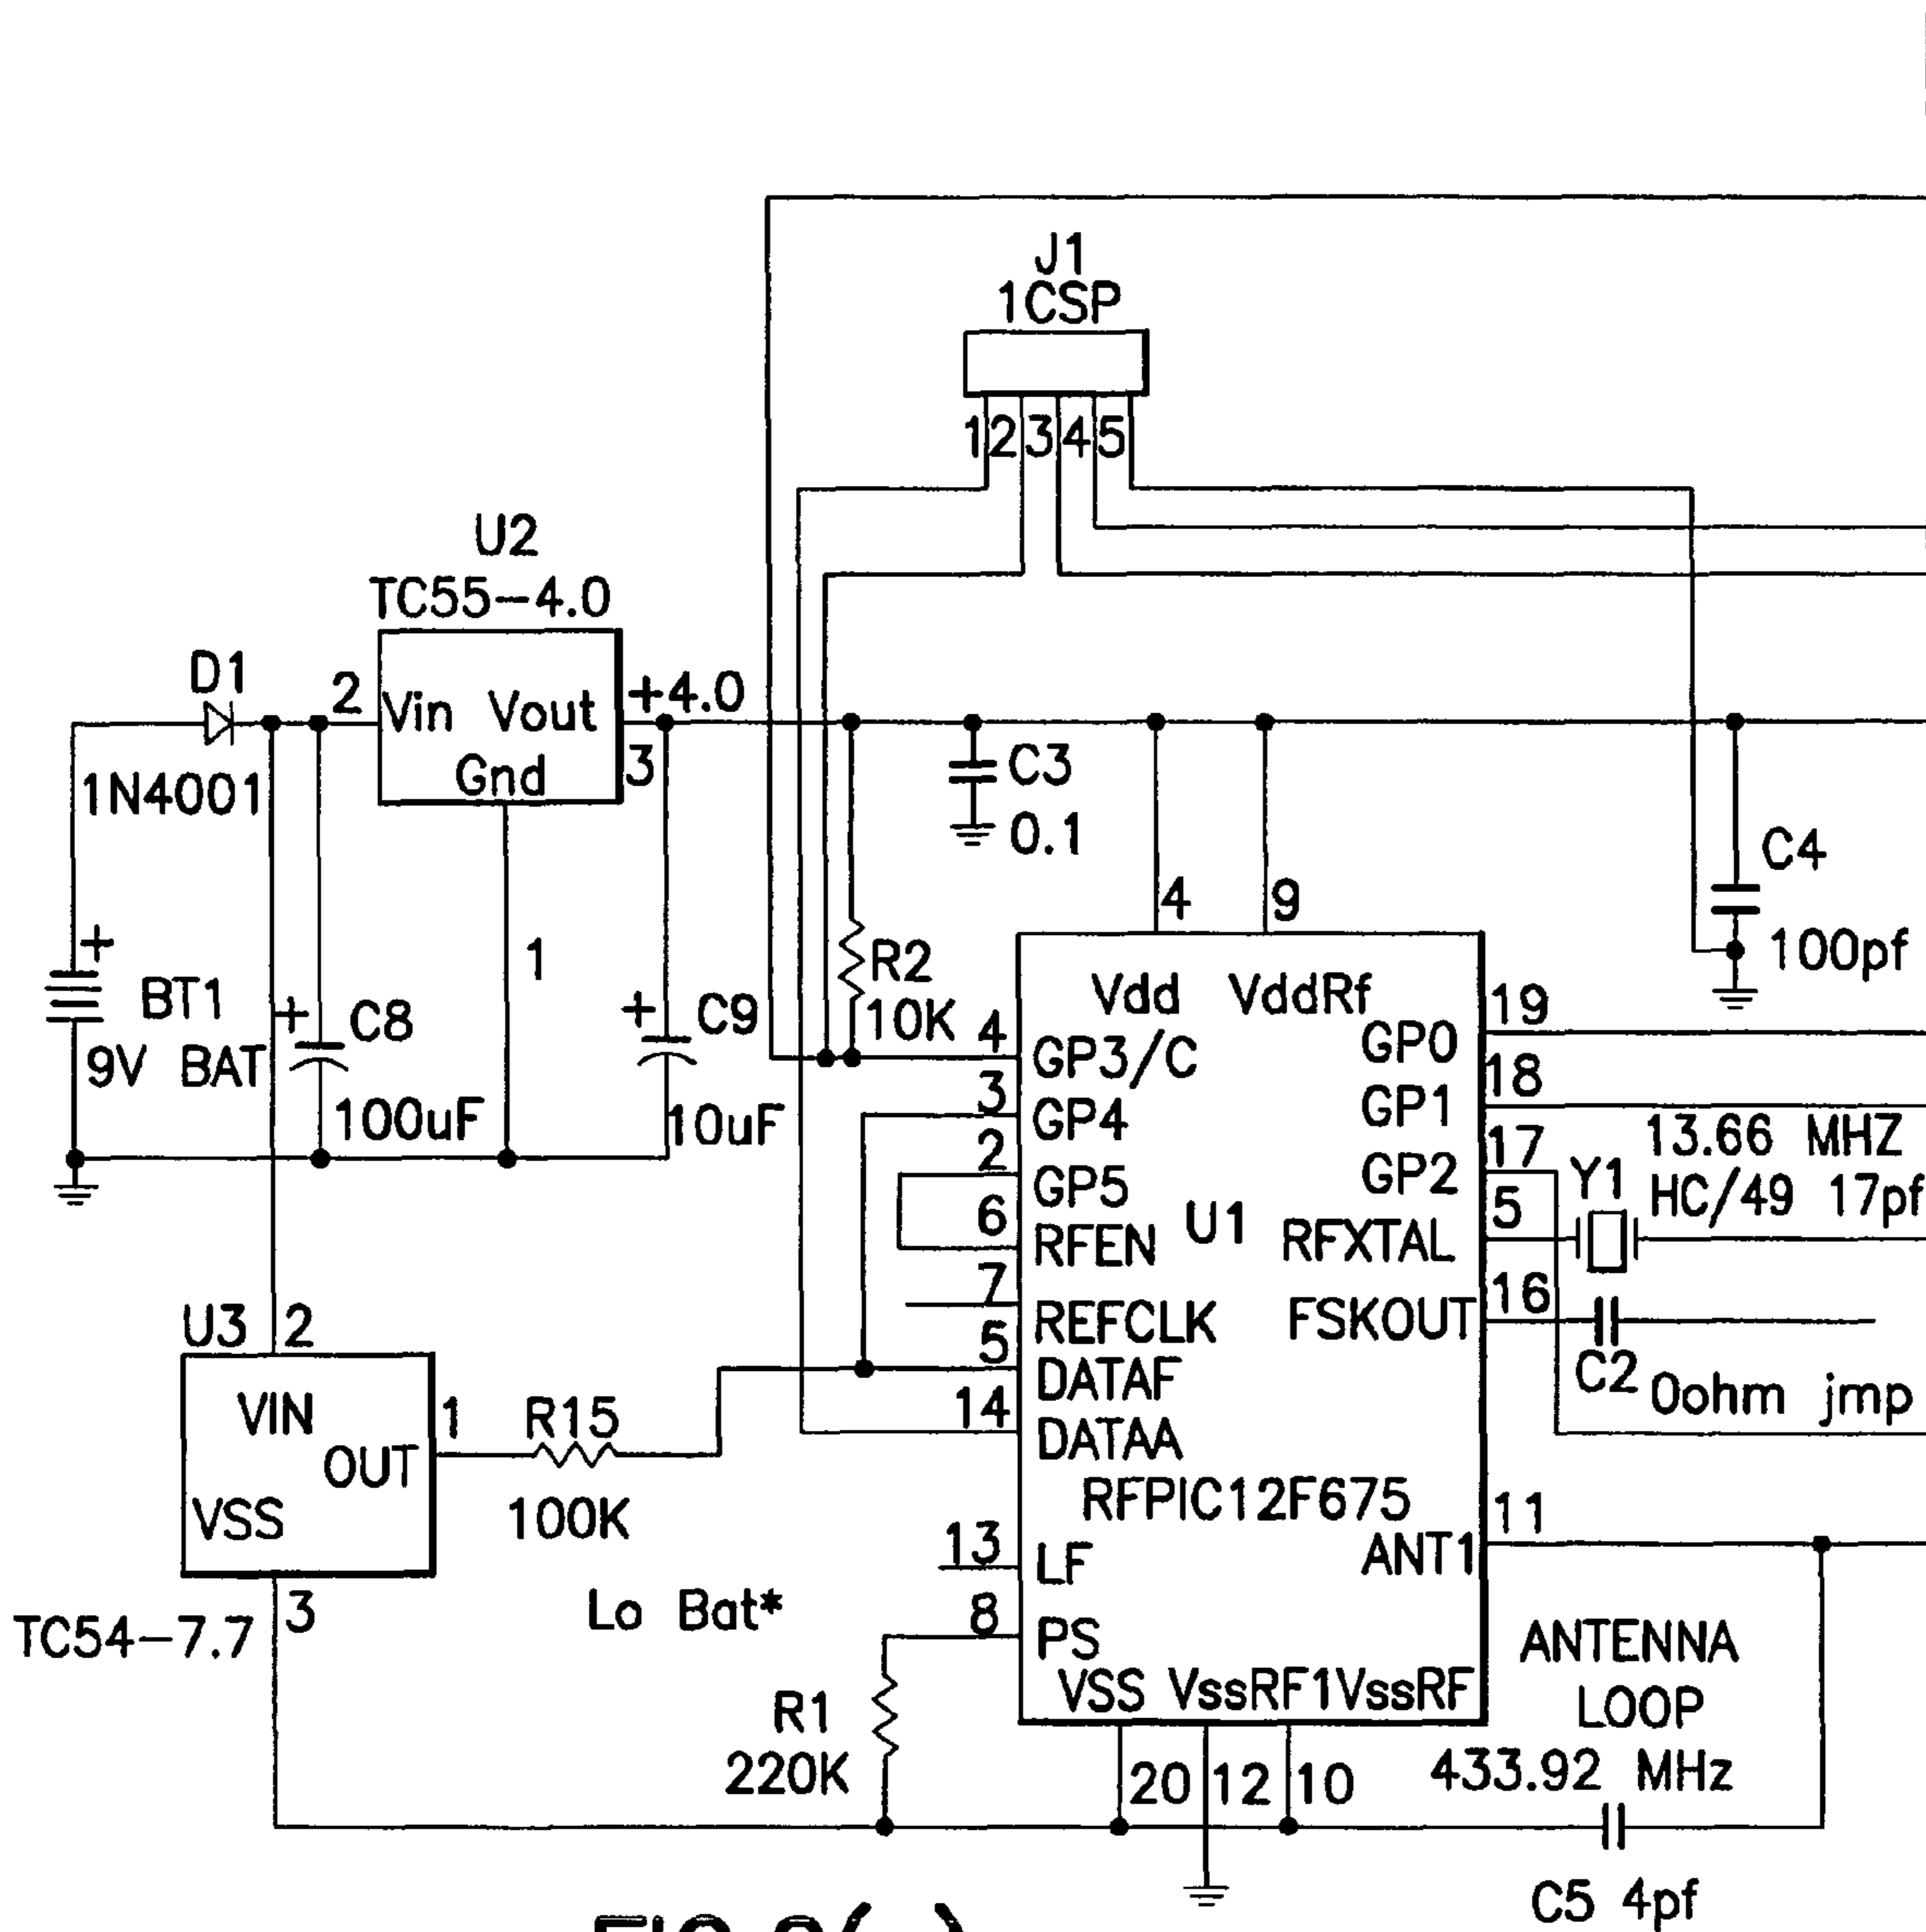 J1
1CSP
1 2 3 4 5
U2
TC55-4.0
D1
2
Vin Vout
+4.0
Gnd
3
1N4001
C3
0.1
C4
100pf
4
9
1
+
BT1
9V BAT
+
C8
100uF
+
C9
10uF
R2
10K
Vdd VddRf
4
GP3/C
3
GP4
2
GP5
6
RFEN
7
REFCLK
5
DATAF
14
DATAA
U1
RFPIC12F675
13
LF
8
PS
VSS VssRF1VssRF
19
GP0
18
GP1
17
GP2
5
RFXTAL
16
FSKOUT
11
ANT1
13.66 MHZ
Y1
HC/49 17pf
C2
0ohm jmp
U3
2
VIN
1
OUT
VSS
3
TC54-7.7
R15
100K
Lo Bat*
R1
220K
20
12
10
ANTENNA
LOOP
433.92 MHz
C5 4pf